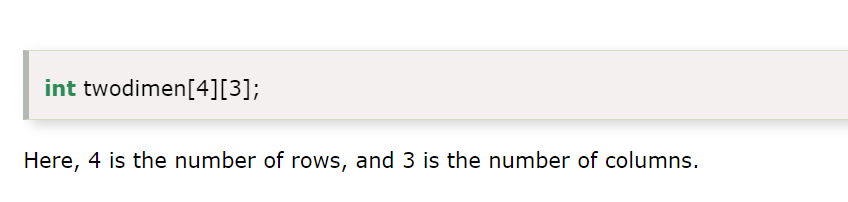 int twodimen[4][3];
Here, 4 is the number of rows, and 3 is the number of columns.